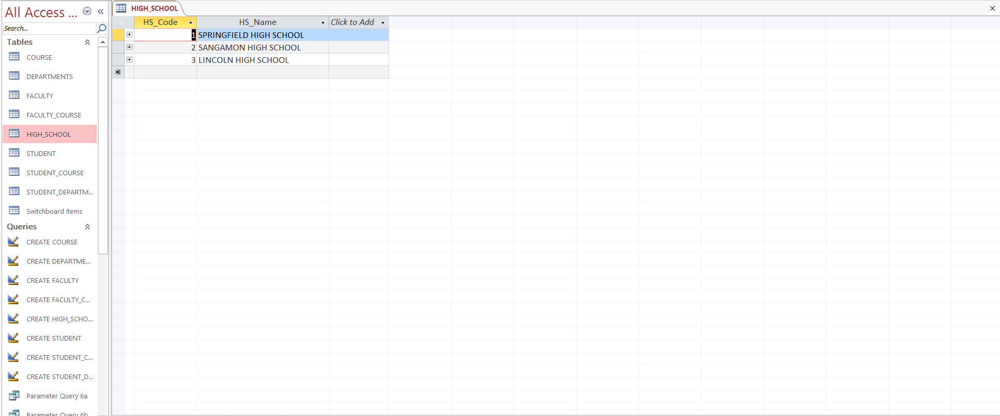 All Access ...
Search...
Tables
COURSE
DEPARTMENTS
FACULTY
FACULTY_COURSE
HIGH_SCHOOL
STUDENT
STUDENT_COURSE
STUDENT_DEPARTM...
Switchboard Items
Queries
CREATE COURSE
CREATE DEPARTME...
CREATE FACULTY
CREATE FACULTY_C...
CREATE HIGH_SCHO...
CREATE STUDENT
CREATE STUDENT_C...
CREATE STUDENT_D...
Parameter Query 6a
Parameter Query 6b
HIGH_SCHOOL
HS_Code HS_Name Click to Add
1 SPRINGFIELD HIGH SCHOOL
2 SANGAMON HIGH SCHOOL
3 LINCOLN HIGH SCHOOL